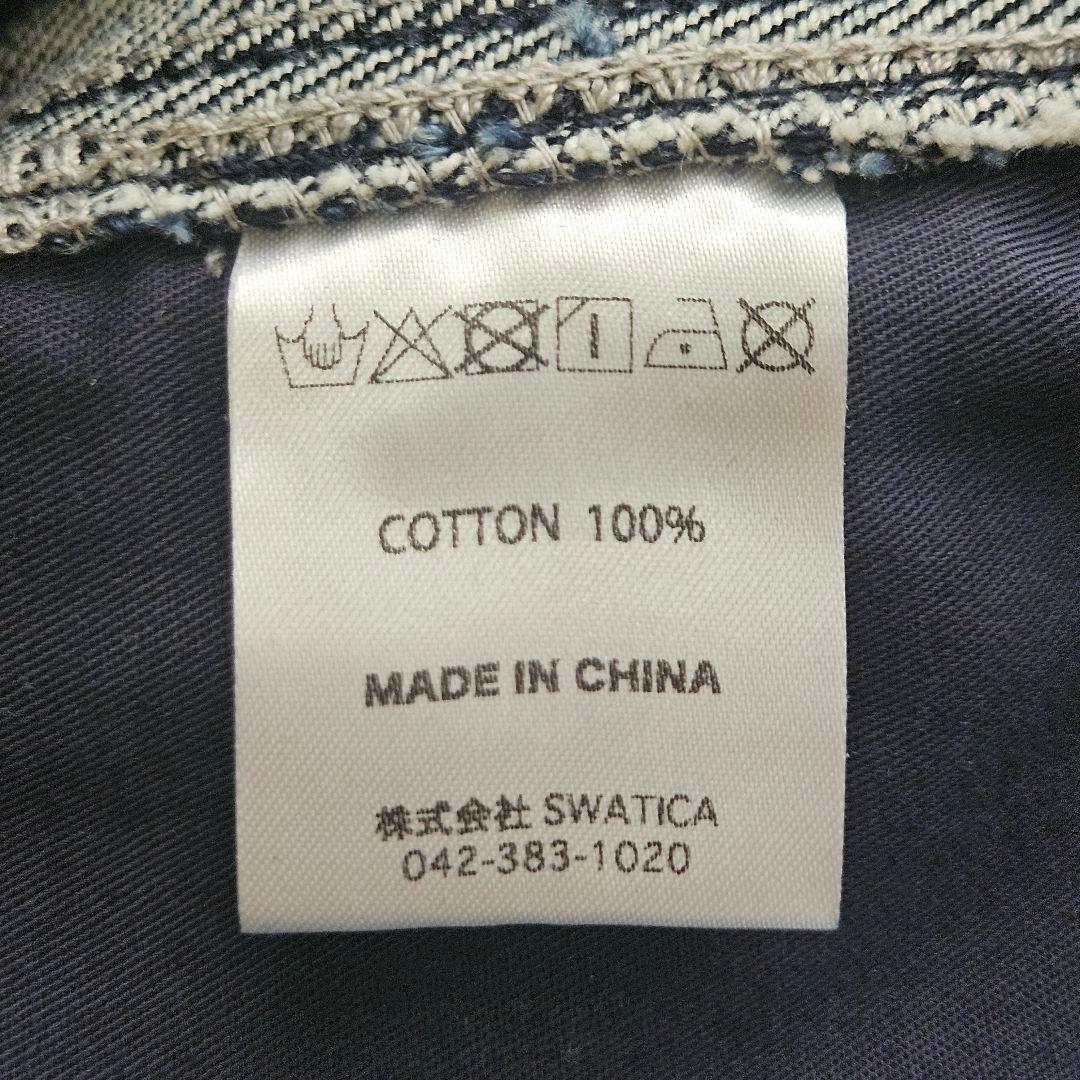 COTTON 100%
MADE IN CHINA
株式会社 SWATICA
042-383-1020